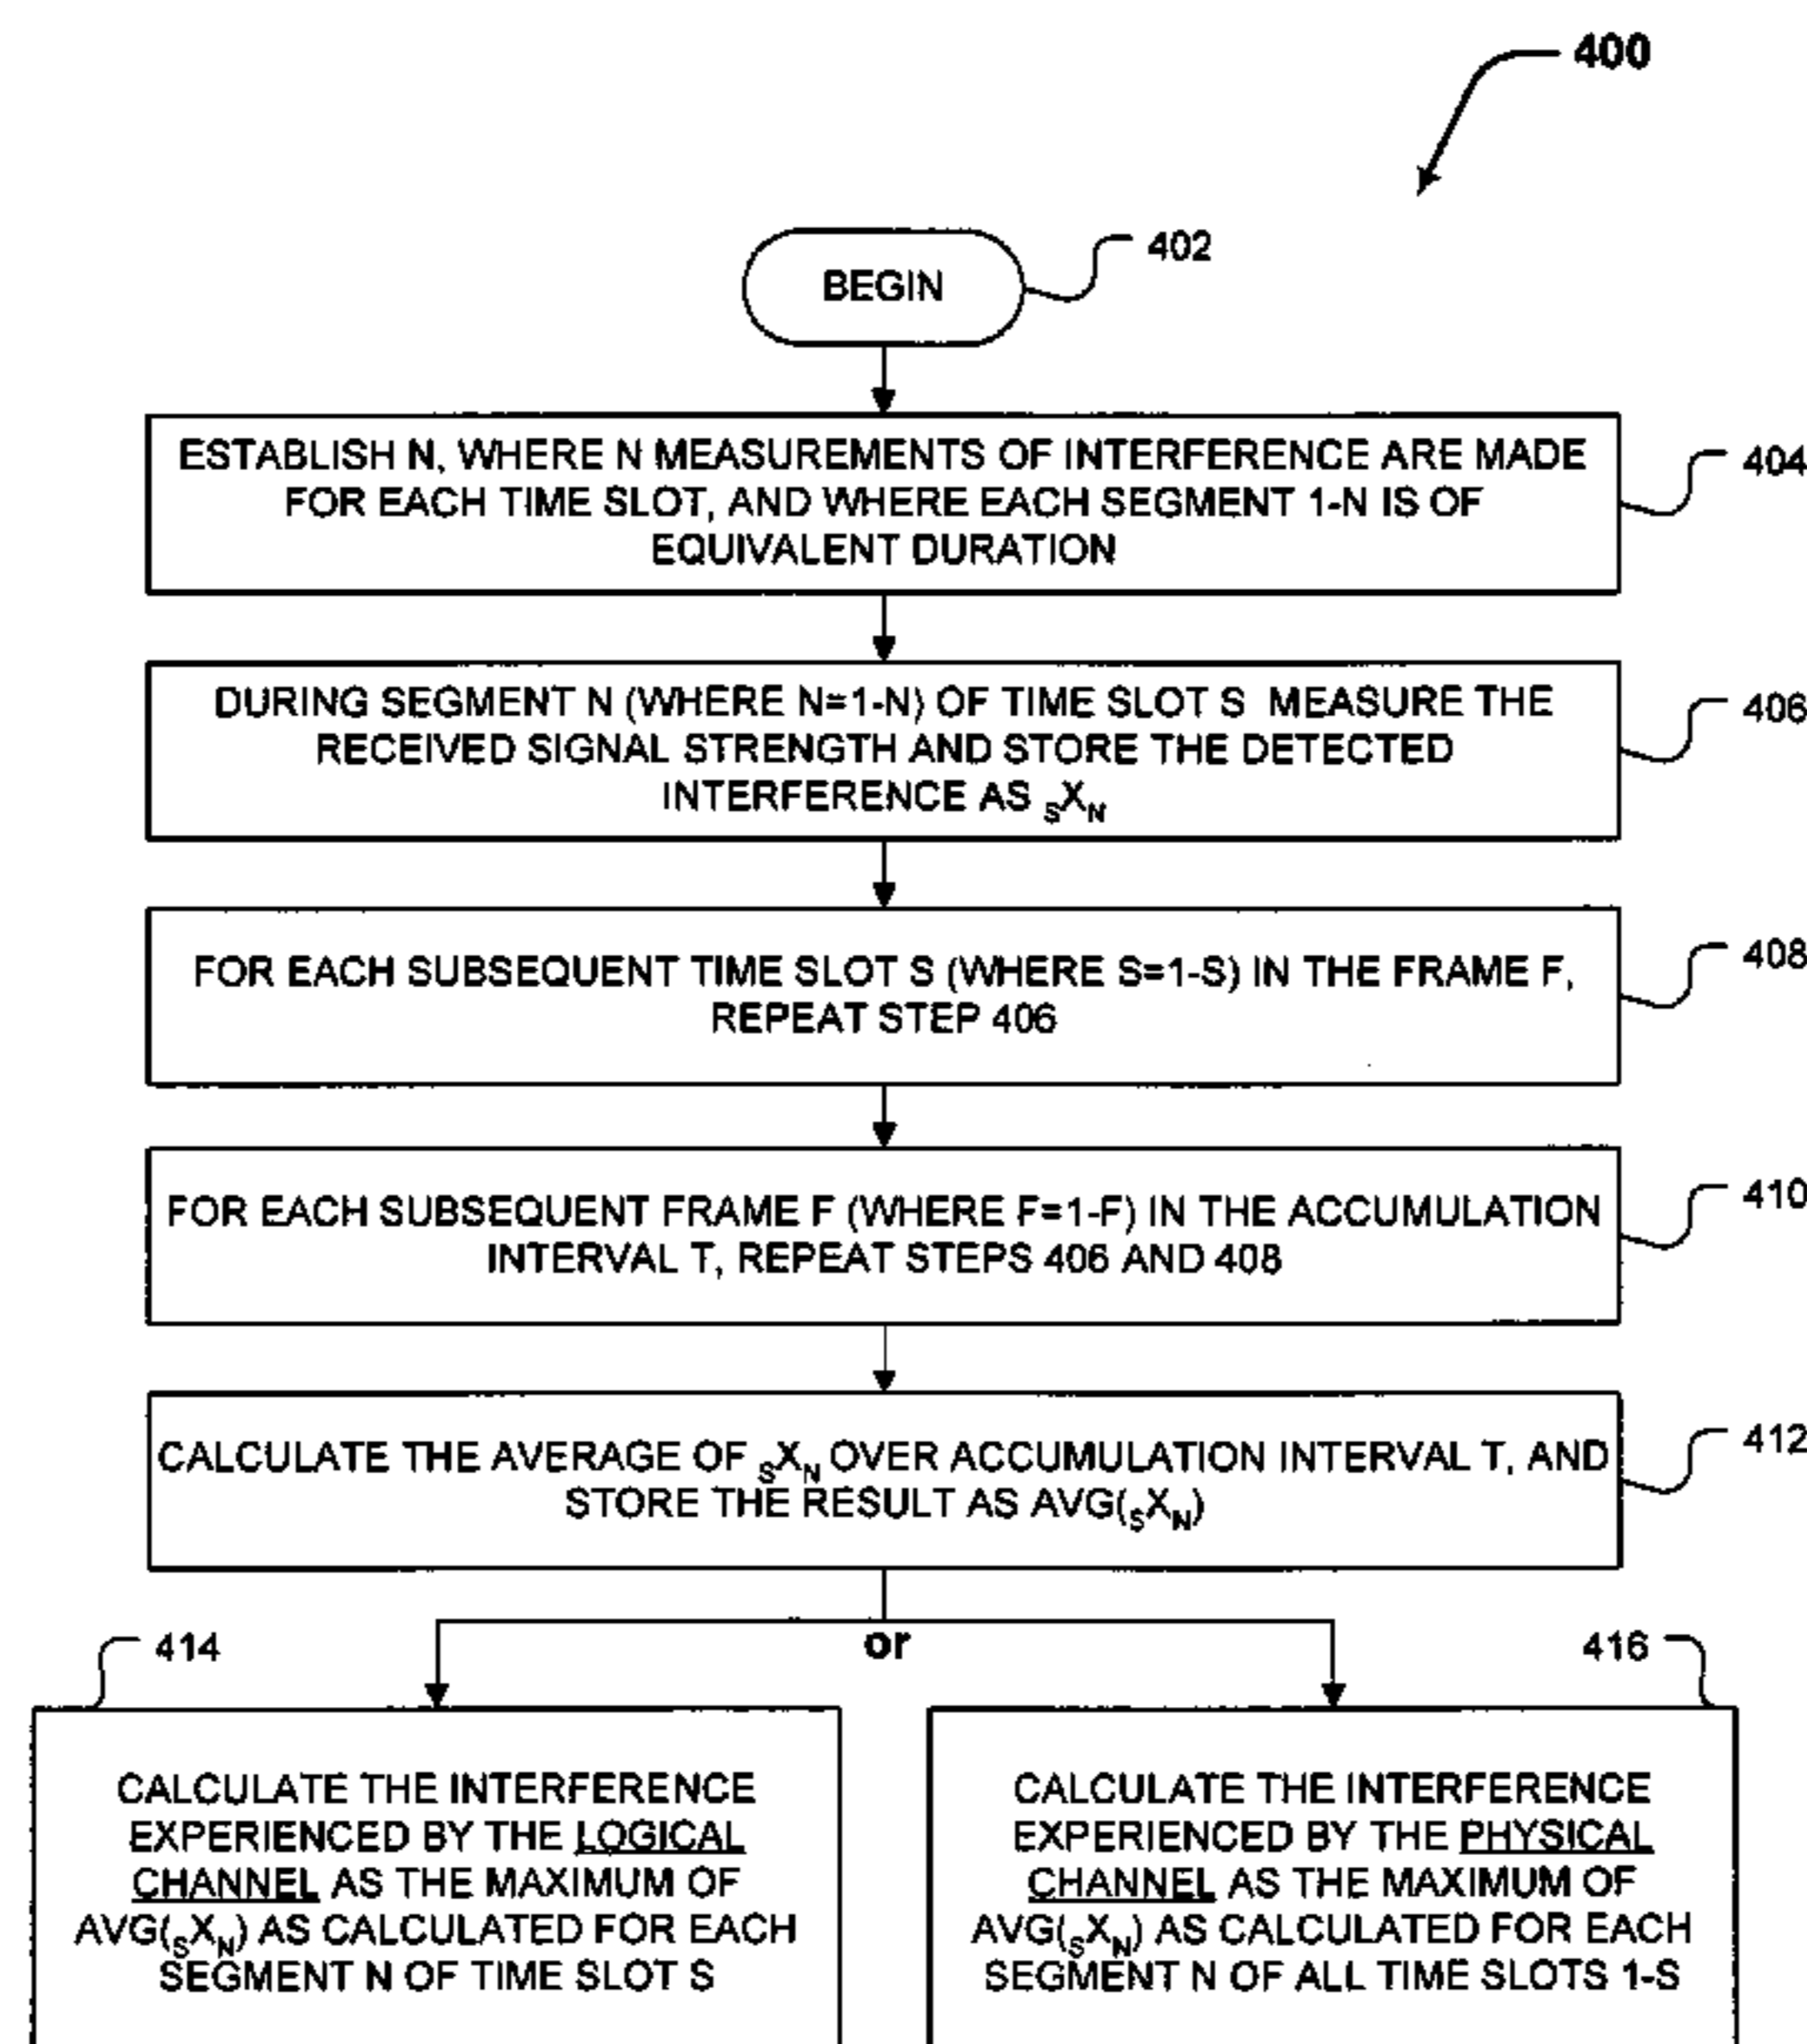 400
BEGIN
402
ESTABLISH N, WHERE N MEASUREMENTS OF INTERFERENCE ARE MADE
FOR EACH TIME SLOT, AND WHERE EACH SEGMENT 1-N IS OF
EQUIVALENT DURATION
404
DURING SEGMENT N (WHERE N=1-N) OF TIME SLOT S MEASURE THE
RECEIVED SIGNAL STRENGTH AND STORE THE DETECTED
INTERFERENCE AS SXN
406
FOR EACH SUBSEQUENT TIME SLOT S (WHERE S=1-S) IN THE FRAME F,
REPEAT STEP 406
408
FOR EACH SUBSEQUENT FRAME F (WHERE F=1-F) IN THE ACCUMULATION
INTERVAL T, REPEAT STEPS 406 AND 408
410
CALCULATE THE AVERAGE OF SXN OVER ACCUMULATION INTERVAL T, AND
STORE THE RESULT AS AVG(SXN)
412
or
414
CALCULATE THE INTERFERENCE
EXPERIENCED BY THE LOGICAL
CHANNEL AS THE MAXIMUM OF
AVG(SXN) AS CALCULATED FOR EACH
SEGMENT N OF TIME SLOT S
416
CALCULATE THE INTERFERENCE
EXPERIENCED BY THE PHYSICAL
CHANNEL AS THE MAXIMUM OF
AVG(SXN) AS CALCULATED FOR EACH
SEGMENT N OF ALL TIME SLOTS 1-S